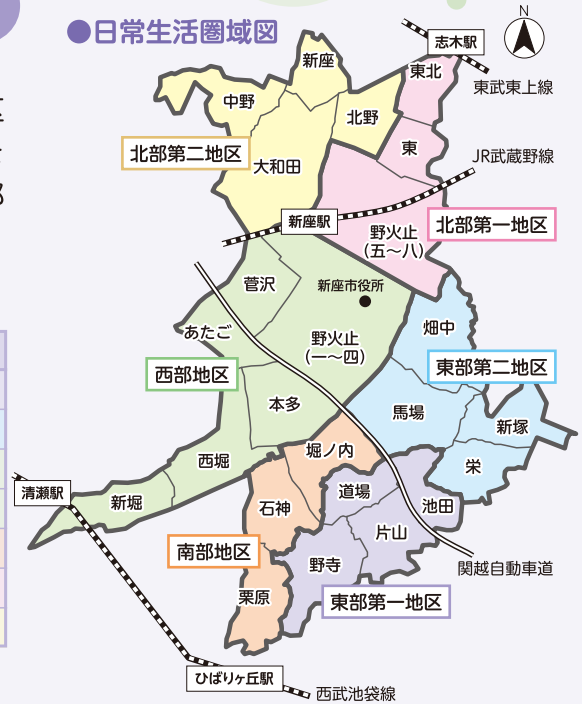 ●日常生活圏域図
N
志木駅
東武東上線
新座
東北
中野
北野
北部第二地区
大和田
東
JR武蔵野線
新座駅
北部第一地区
野火止
(五〜八)
菅沢
新座市役所
あたご
畑中
野火止
(一〜四)
西部地区
東部第二地区
本多
馬場
新塚
堀ノ内
西堀
栄
清瀬駅
新堀
道場
石神
池田
片山
南部地区
野寺
関越自動車道
栗原
東部第一地区
ひばりヶ丘駅
西武池袋線